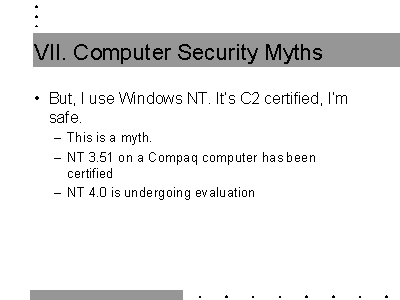 VII. Computer Security Myths
• But, I use Windows NT. It's C2 certified, I'm
safe.
– This is a myth.
– NT 3.51 on a Compaq computer has been
certified
– NT 4.0 is undergoing evaluation